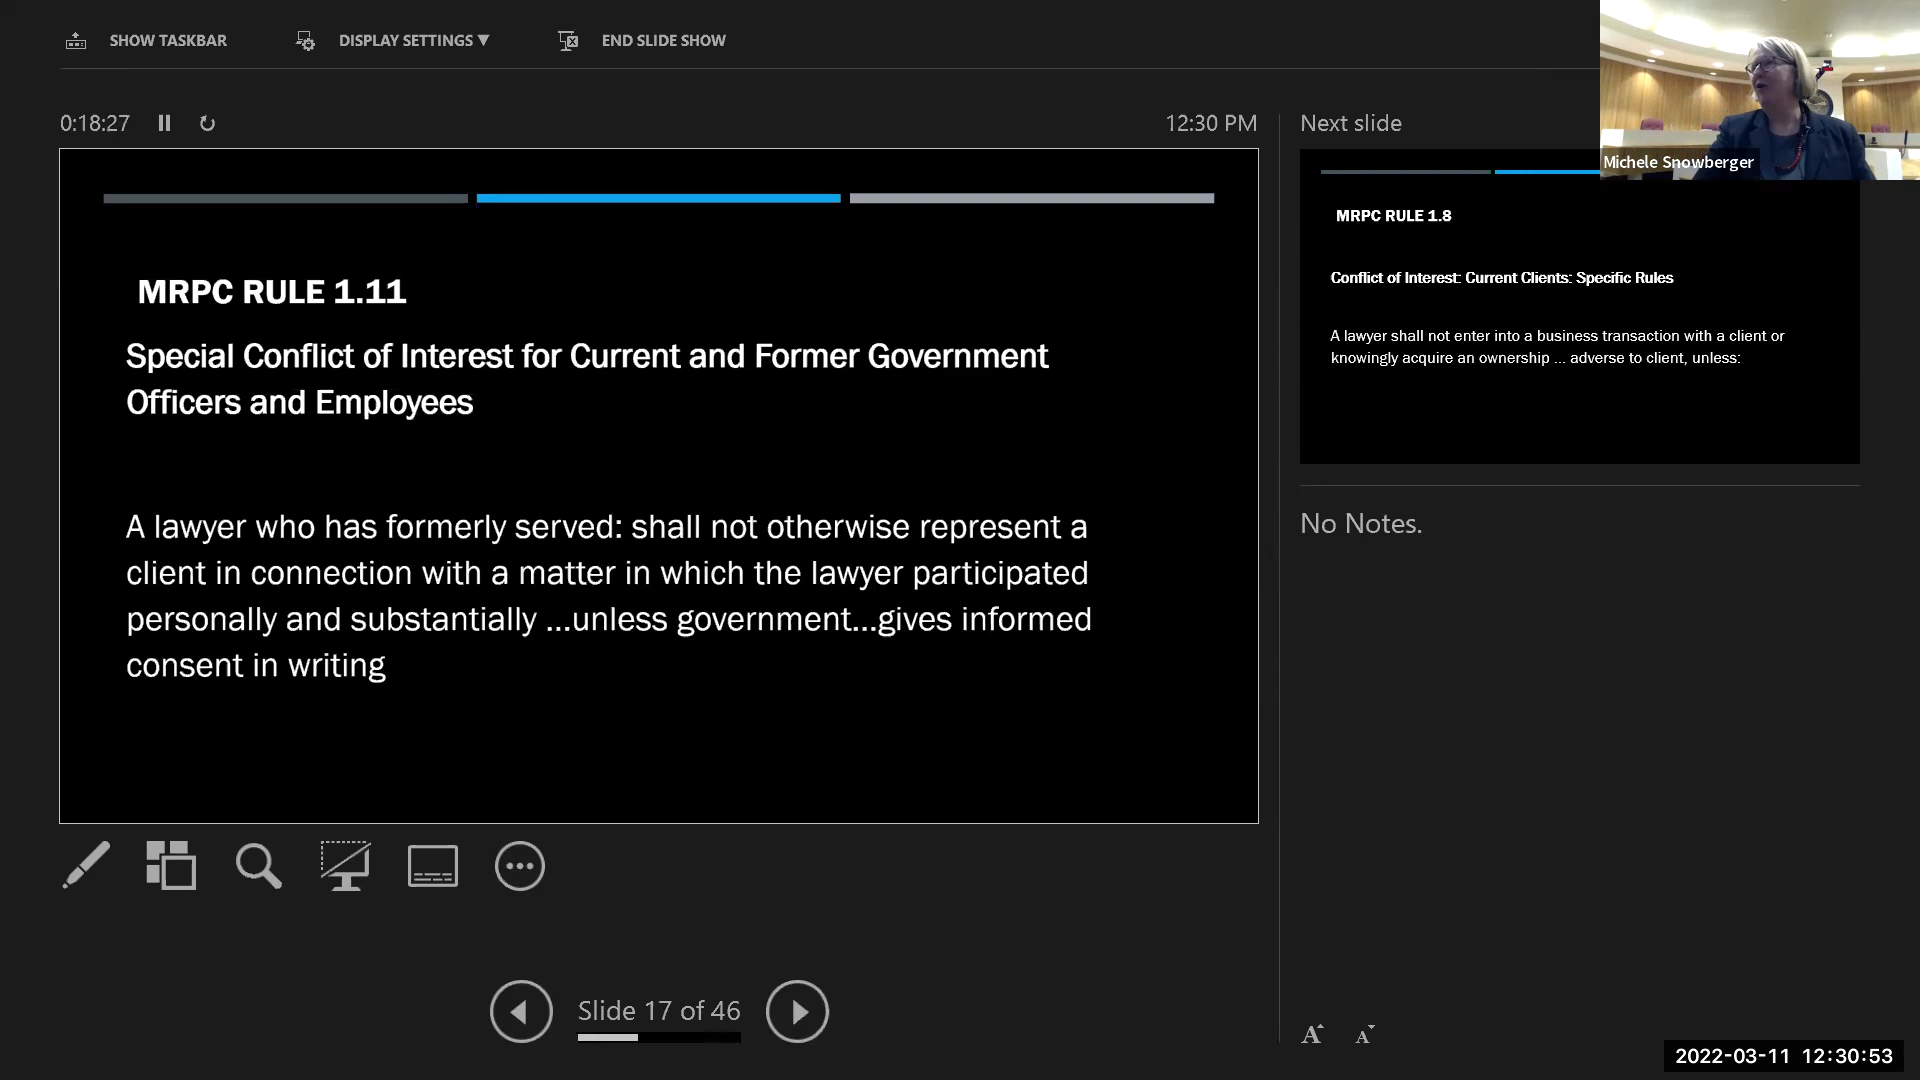 SHOW TASKBAR
DISPLAY SETTINGS ▼
END SLIDE SHOW
0:18:27
12:30 PM
Next slide
Michele Snowberger
MRPC RULE 1.11
Special Conflict of Interest for Current and Former Government
Officers and Employees
A lawyer who has formerly served: shall not otherwise represent a
client in connection with a matter in which the lawyer participated
personally and substantially ...unless government...gives informed
consent in writing
MRPC RULE 1.8
Conflict of Interest: Current Clients: Specific Rules
A lawyer shall not enter into a business transaction with a client or
knowingly acquire an ownership ... adverse to client, unless:
No Notes.
Slide 17 of 46
A A
2022-03-11 12:30:53